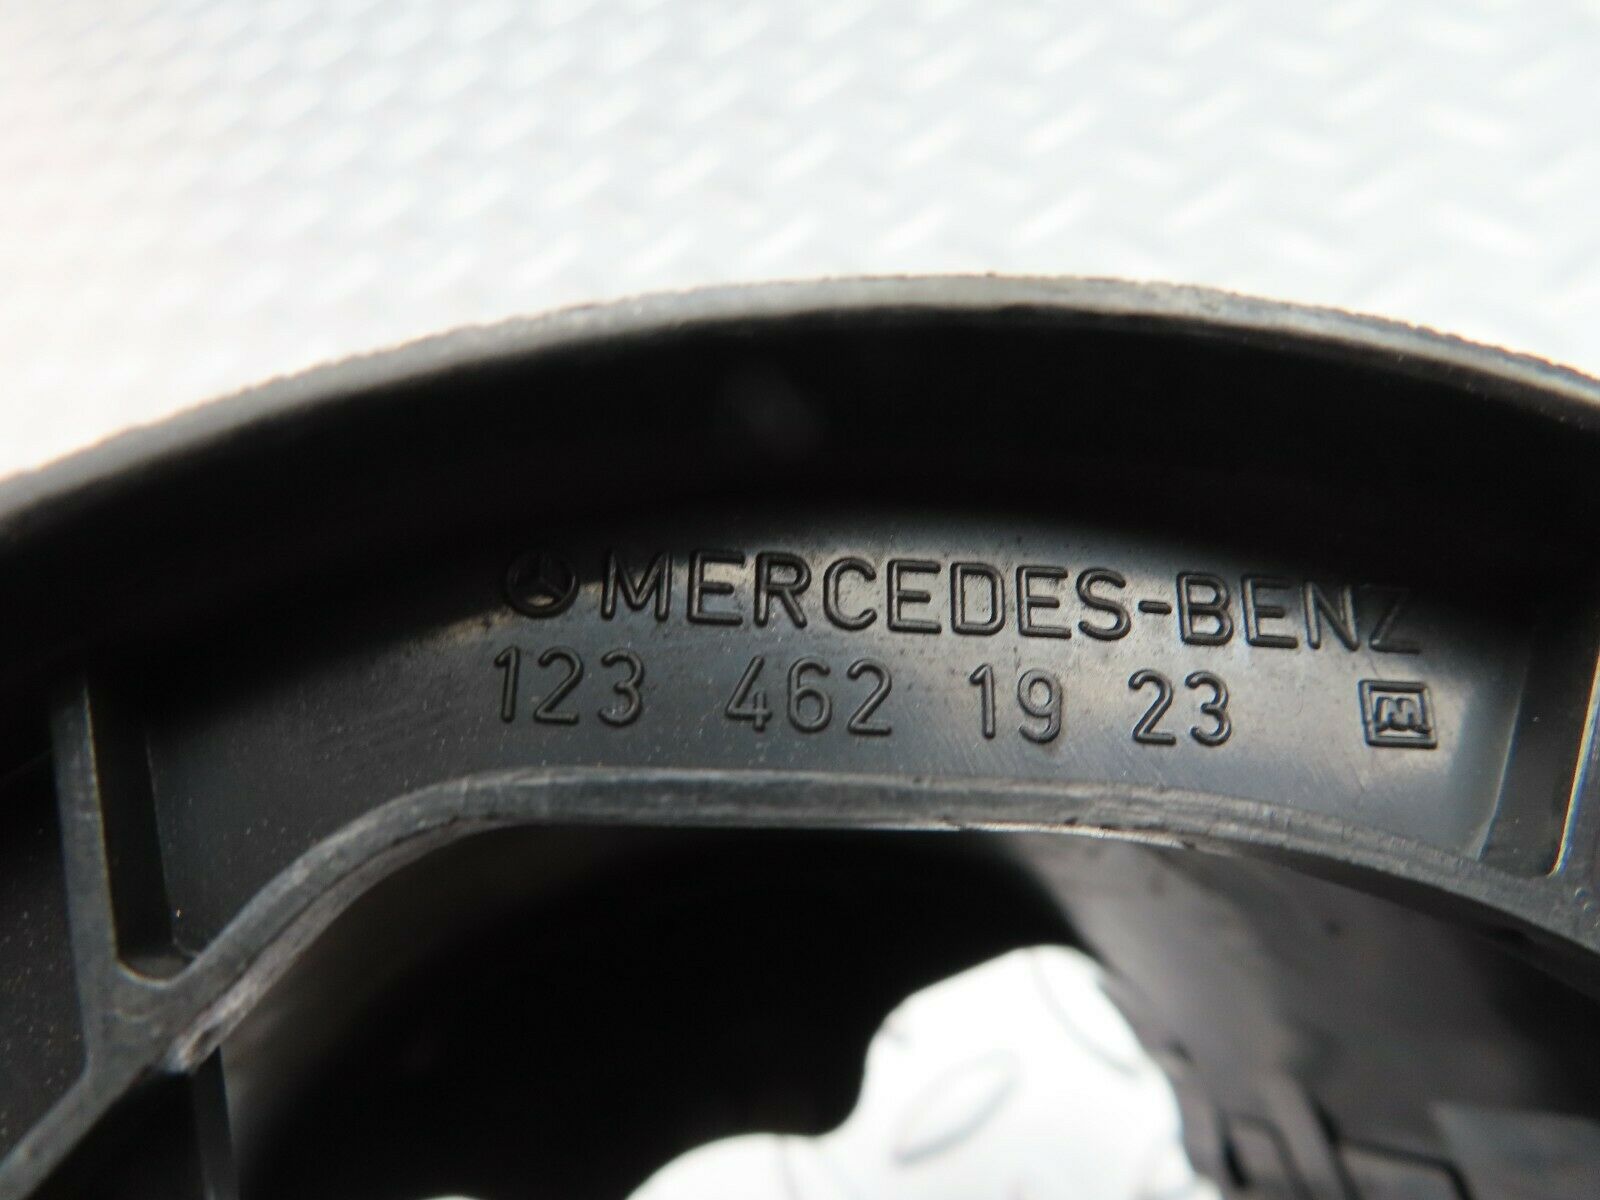 MERCEDES-BENZ
123 462 19 23